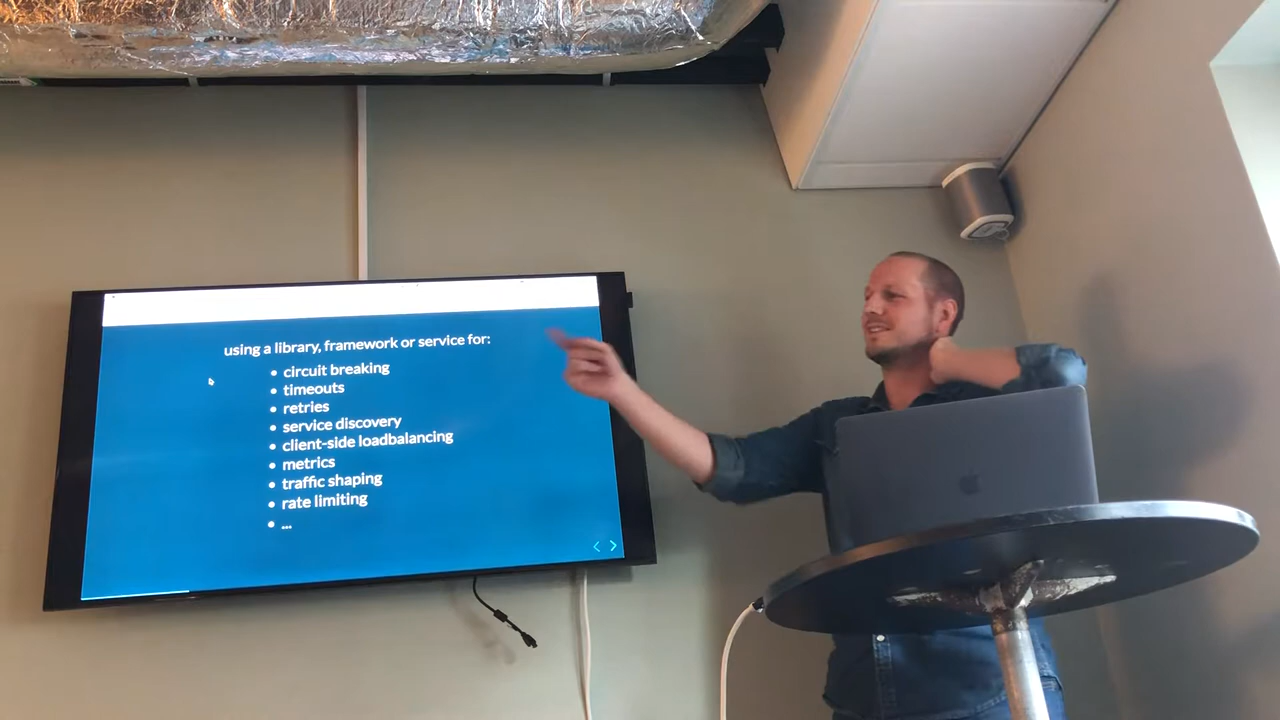 using a library, framework or service for:
• circuit breaking
• timeouts
• retries
• service discovery
• client-side loadbalancing
• metrics
• traffic shaping
• rate limiting
• ...